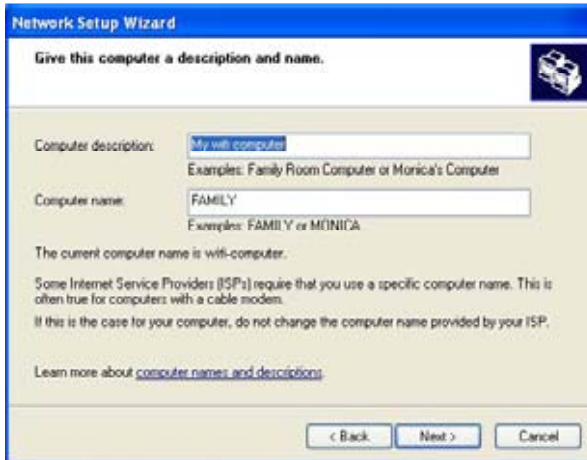 Network Setup Wizard
Give this computer a description and name.
Computer description: My wifi computer
Examples: Family Room Computer or Monica's Computer
Computer name: FAMILY
Examples: FAMILY or MONICA
The current computer name is wifi-computer.
Some Internet Service Providers (ISPs) require that you use a specific computer name. This is
often true for computers with a cable modem.
If this is the case for your computer, do not change the computer name provided by your ISP.
Learn more about computer names and descriptions.
< Back Next > Cancel